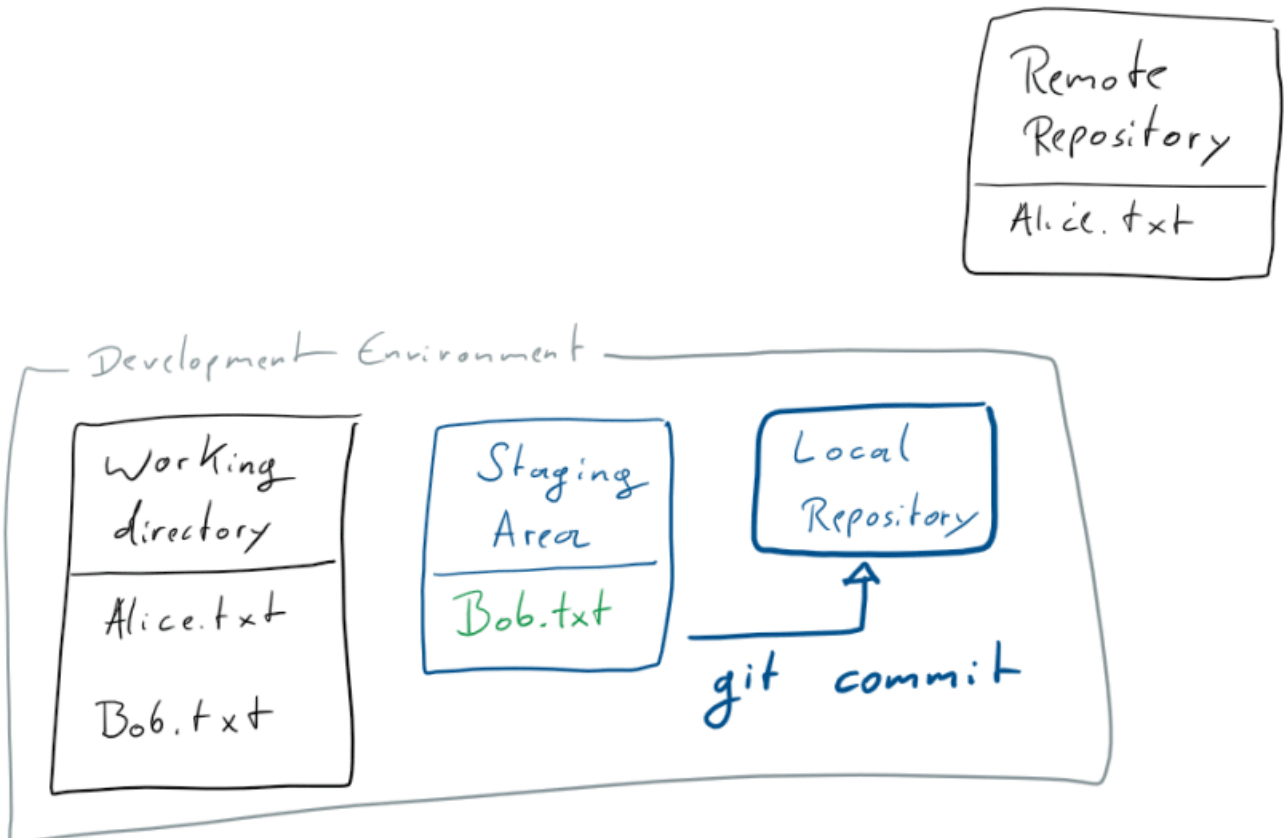 Remote
Repository
Alice.txt
Development Environment
Working
directory
Alice.txt
Bob.txt
Staging
Area
Bob.txt
Local
Repository
git commit